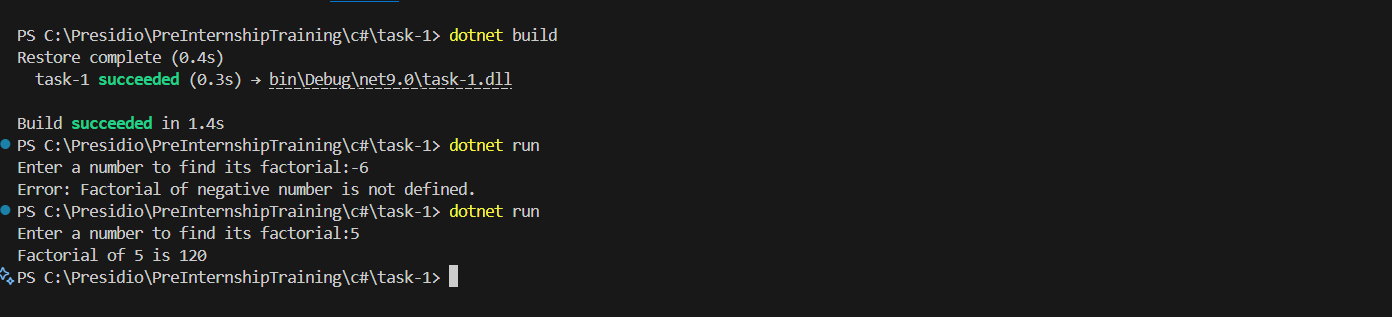 PS C:\Presidio\PreInternshipTraining\c#\task-1> dotnet build
Restore complete (0.4s)
  task-1 succeeded (0.3s) → bin\Debug\net9.0\task-1.dll

Build succeeded in 1.4s
PS C:\Presidio\PreInternshipTraining\c#\task-1> dotnet run
Enter a number to find its factorial:-6
Error: Factorial of negative number is not defined.
PS C:\Presidio\PreInternshipTraining\c#\task-1> dotnet run
Enter a number to find its factorial:5
Factorial of 5 is 120
PS C:\Presidio\PreInternshipTraining\c#\task-1>